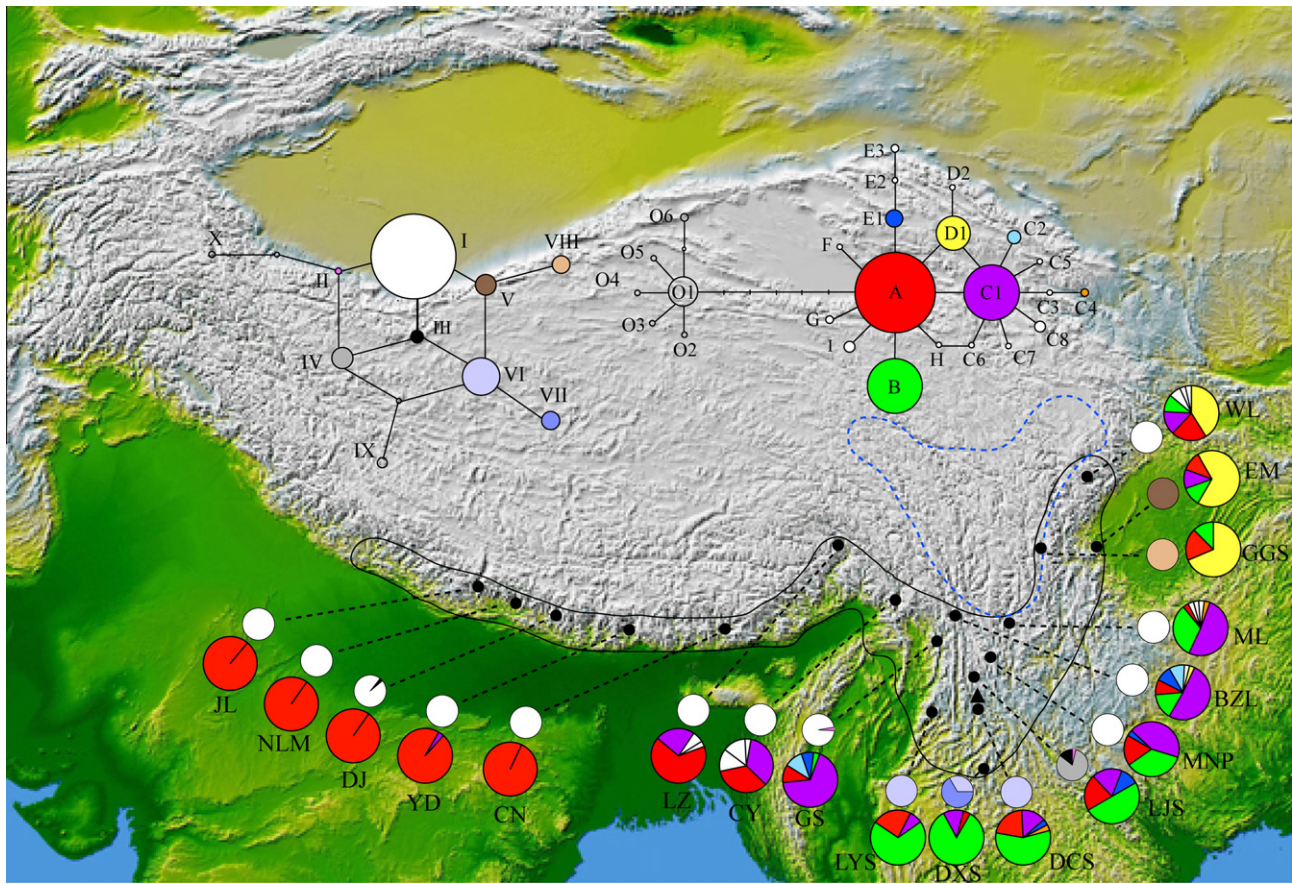 E3
E2
D2
E1
O6
X
I
VIII
F
D1
C2
O5
C5
II
V
O4
O1
A
C1
C3
C4
III
O3
G
C8
IV
O2
I
H
C6
C7
VI
B
VII
WL
IX
EM
GGS
ML
JL
BZL
NLM
DJ
MNP
YD
CN
LZ
CY
GS
LJS
LYS
DXS
DCS